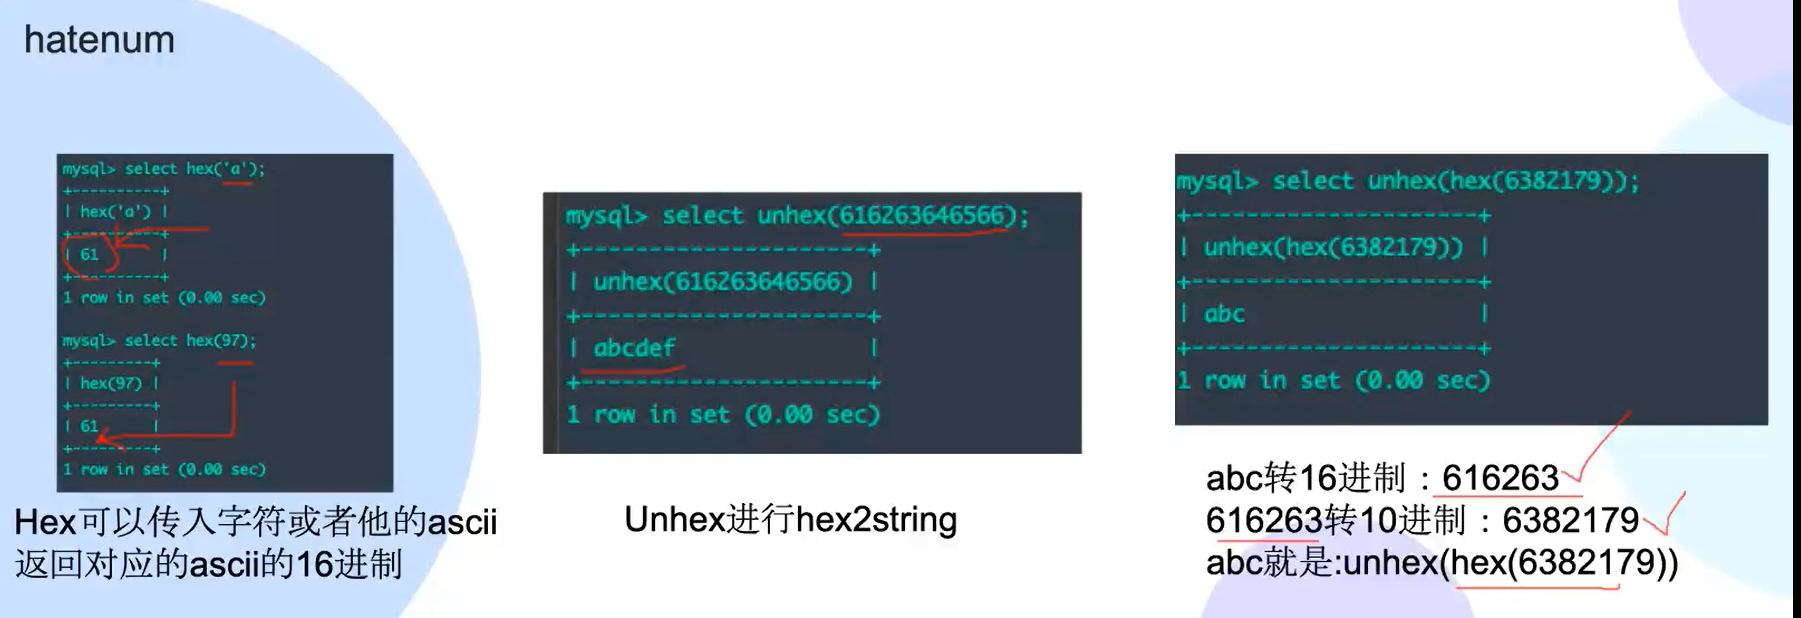 hatenum
mysql> select hex('a');
+----------+
| hex('a') |
+----------+
| 61       |
+----------+
1 row in set (0.00 sec)
mysql> select hex(97);
+---------+
| hex(97) |
+---------+
| 61      |
+---------+
1 row in set (0.00 sec)
Hex可以传入字符或者他的ascii
返回对应的ascii的16进制
mysql> select unhex(616263646566);
+---------------------+
| unhex(616263646566) |
+---------------------+
| abcdef              |
+---------------------+
1 row in set (0.00 sec)
Unhex进行hex2string
mysql> select unhex(hex(6382179));
+---------------------+
| unhex(hex(6382179)) |
+---------------------+
| abc                 |
+---------------------+
1 row in set (0.00 sec)
abc转16进制：616263
616263转10进制：6382179
abc就是:unhex(hex(6382179))